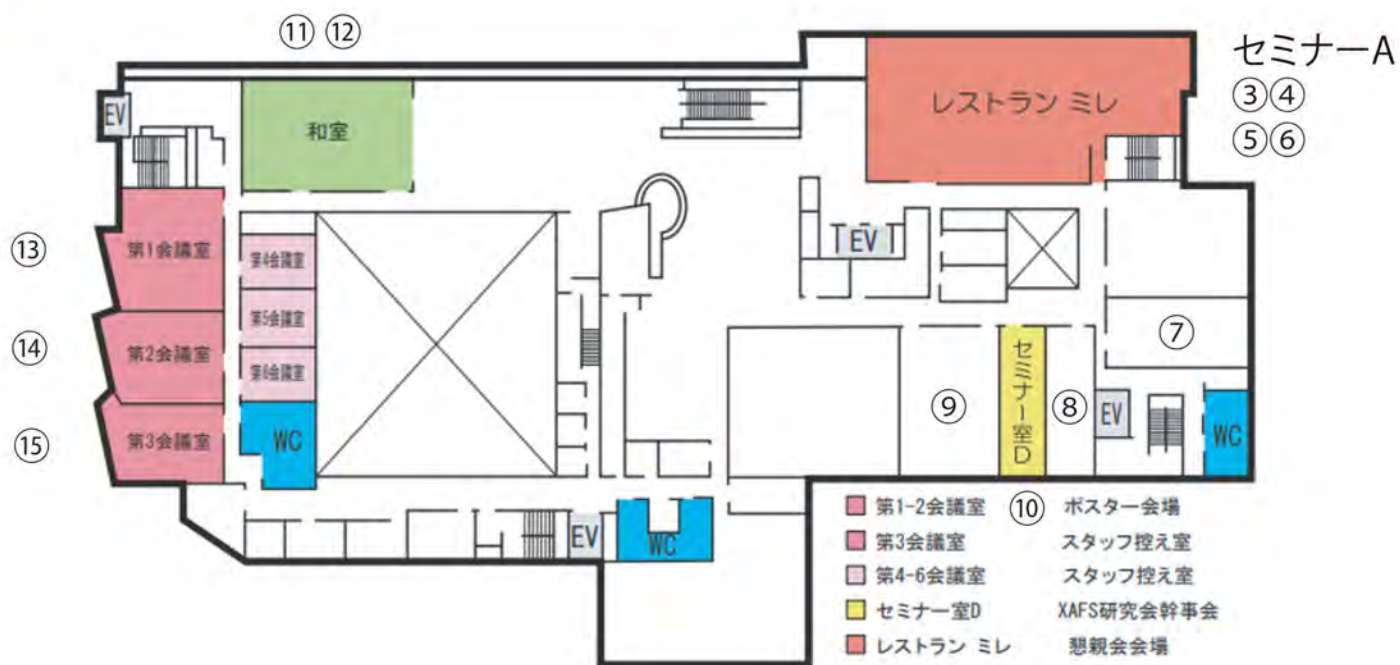 ⑪ ⑫
セミナーA
③④
⑤⑥
レストラン ミレ
EV
和室
⑬
第1会議室
第4会議室
EV
第5会議室
⑦
⑭
第2会議室
第6会議室
セミナー室D
⑨
⑧
EV
⑮
第3会議室
WC
WC
EV
WC
⑩
第1-2会議室 ポスター会場
第3会議室 スタッフ控え室
第4-6会議室 スタッフ控え室
セミナー室D XAFS研究会幹事会
レストラン ミレ 懇親会会場